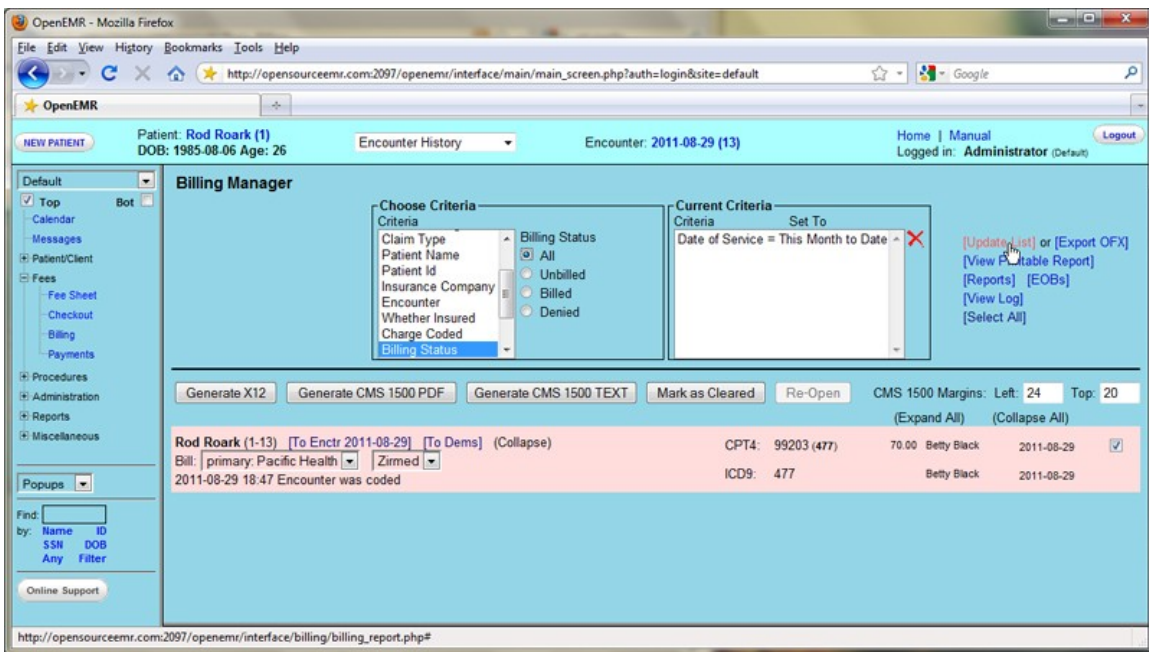 OpenEMR - Mozilla Firefox
File Edit View History Bookmarks Tools Help
http://opensourceemr.com:2097/openemr/interface/main/main_screen.php?auth=login&site=default
Google
OpenEMR
NEW PATIENT
Patient: Rod Roark (1)
DOB: 1985-08-06 Age: 26
Encounter History
Encounter: 2011-08-29 (13)
Home | Manual
Logged in: Administrator (Default)
Logout
Default
Top Bot
Calendar
Messages
Patient/Client
Fees
Fee Sheet
Checkout
Billing
Payments
Procedures
Administration
Reports
Miscellaneous
Popups
Find:
by: Name ID
SSN DOB
Any Filter
Online Support
Billing Manager
Choose Criteria
Criteria
Claim Type
Patient Name
Patient Id
Insurance Company
Encounter
Whether Insured
Charge Coded
Billing Status
Billing Status
All
Unbilled
Billed
Denied
Current Criteria
Criteria Set To
Date of Service = This Month to Date
[Update List] or [Export OFX]
[View Printable Report]
[Reports] [EOBs]
[View Log]
[Select All]
Generate X12 Generate CMS 1500 PDF Generate CMS 1500 TEXT Mark as Cleared Re-Open CMS 1500 Margins: Left: 24 Top: 20
(Expand All) (Collapse All)
Rod Roark (1-13) [To Enctr 2011-08-29] [To Dems] (Collapse) CPT4: 99203 (477) 70.00 Betty Black 2011-08-29
Bill: primary: Pacific Health Zirmed
ICD9: 477 Betty Black 2011-08-29
2011-08-29 18:47 Encounter was coded
http://opensourceemr.com:2097/openemr/interface/billing/billing_report.php#